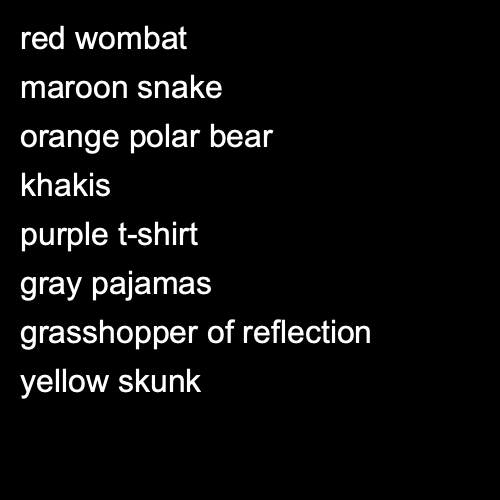 red wombat
maroon snake
orange polar bear
khakis
purple t-shirt
gray pajamas
grasshopper of reflection
yellow skunk